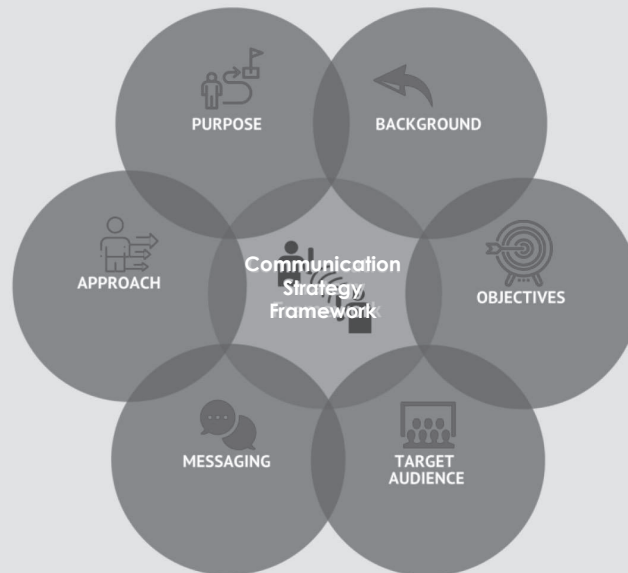 PURPOSE
BACKGROUND
APPROACH
Communication
Strategy
Framework
OBJECTIVES
MESSAGING
TARGET
AUDIENCE